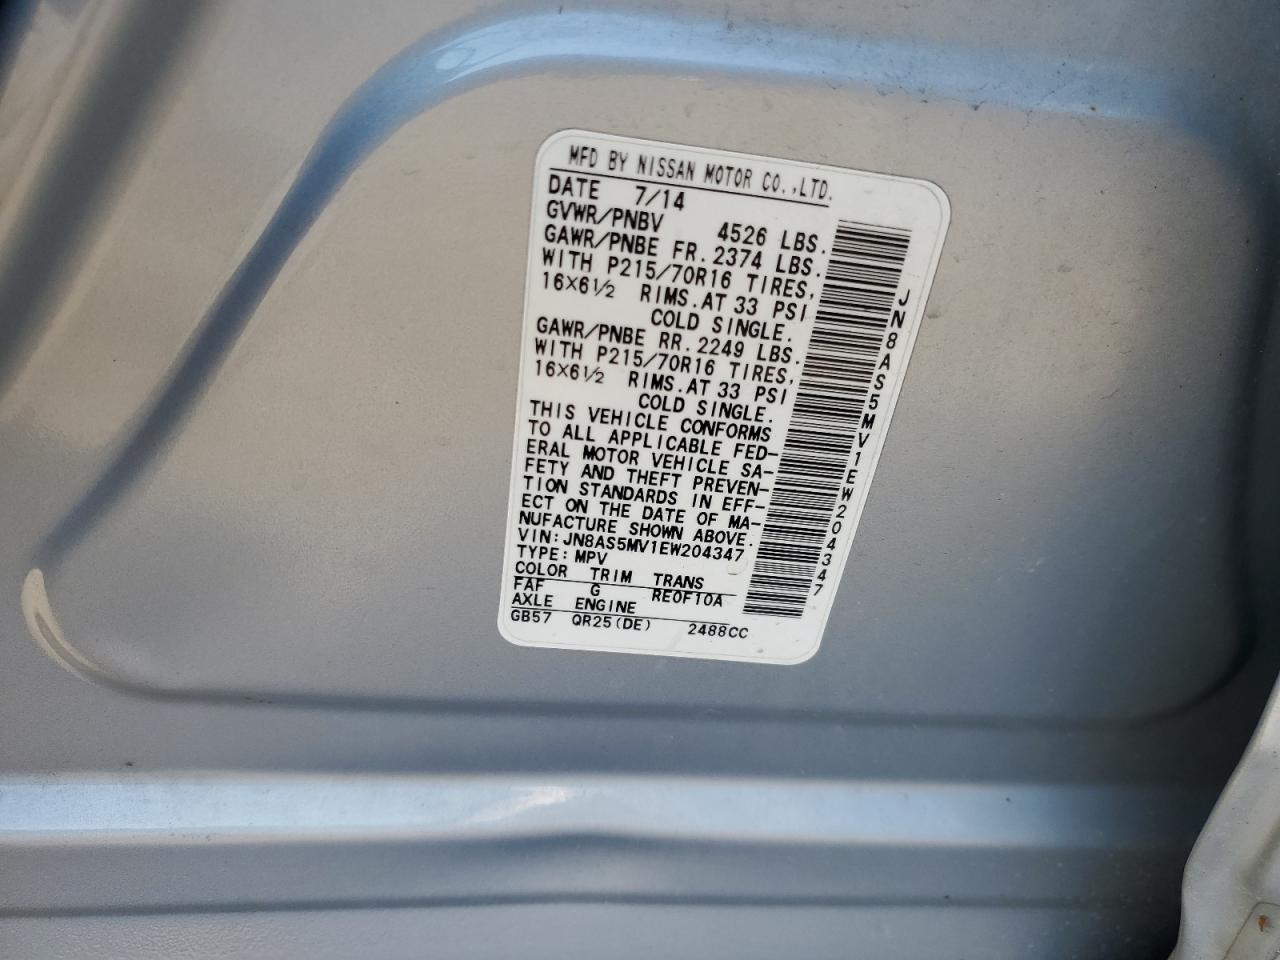 MFD BY NISSAN MOTOR CO.,LTD.
DATE 7/14
GVWR/PNBV 4526 LBS.
GAWR/PNBE FR. 2374 LBS.
WITH P215/70R16 TIRES,
16X6½ RIMS. AT 33 PSI
COLD SINGLE.
GAWR/PNBE RR. 2249 LBS.
WITH P215/70R16 TIRES,
16X6½ RIMS. AT 33 PSI
COLD SINGLE.
THIS VEHICLE CONFORMS
TO ALL APPLICABLE FED-
ERAL MOTOR VEHICLE SA-
FETY AND THEFT PREVEN-
TION STANDARDS IN EFF-
ECT ON THE DATE OF MA-
NUFACTURE SHOWN ABOVE.
VIN:JN8AS5MV1EW204347
TYPE:MPV
COLOR TRIM TRANS
FAF G RE0F10A
AXLE ENGINE
GB57 QR25(DE) 2488CC
JN8AS5MV1EW204347